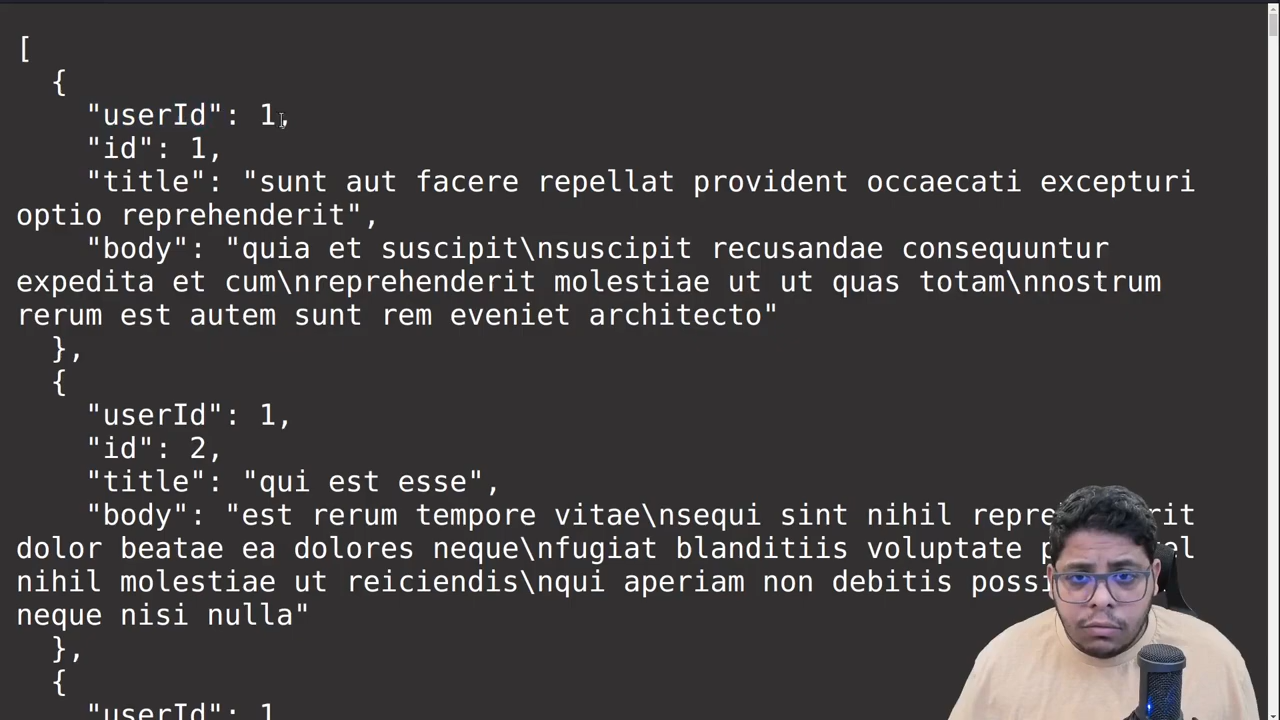 [
{
"userId": 1,
"id": 1,
"title": "sunt aut facere repellat provident occaecati excepturi
optio reprehenderit",
"body": "quia et suscipit\nsuscipit recusandae consequuntur
expedita et cum\nreprehenderit molestiae ut ut quas totam\nnostrum
rerum est autem sunt rem eveniet architecto"
},
{
"userId": 1,
"id": 2,
"title": "qui est esse",
"body": "est rerum tempore vitae\nsequi sint nihil
dolor beatae ea dolores neque\nfugiat blanditiis voluptate
nihil molestiae ut reiciendis\nqui aperiam non debitis
neque nisi nulla"
},
{
"userId": 1